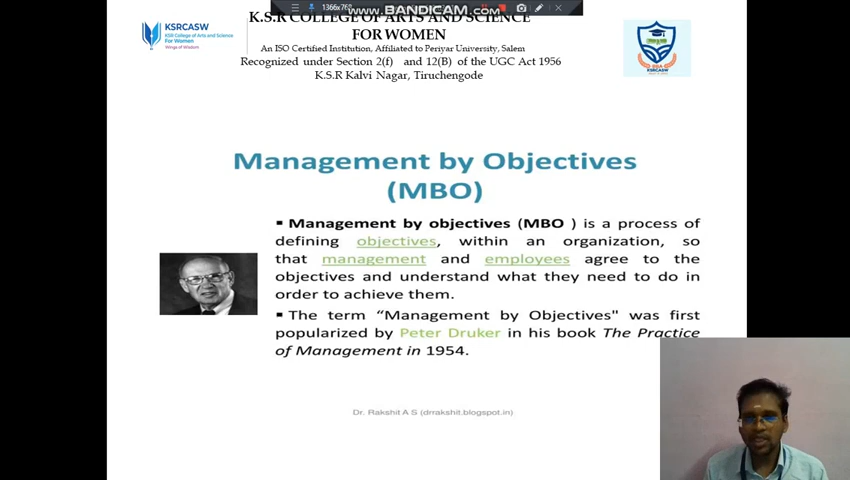 1366x768
WWW.BANDICAM.COM
K.S.R COLLEGE OF ARTS AND SCIENCE
FOR WOMEN
An ISO Certified Institution, Affiliated to Periyar University, Salem
Recognized under Section 2(f) and 12(B) of the UGC Act 1956
K.S.R Kalvi Nagar, Tiruchengode
KSRCASW
KSR College of Arts and Science
For Women
Wings of Wisdom
KSRCASW
Management by Objectives
(MBO)
▪ Management by objectives (MBO ) is a process of
defining objectives, within an organization, so
that management and employees agree to the
objectives and understand what they need to do in
order to achieve them.
▪ The term “Management by Objectives" was first
popularized by Peter Druker in his book The Practice
of Management in 1954.
Dr. Rakshit A S (drrakshit.blogspot.in)